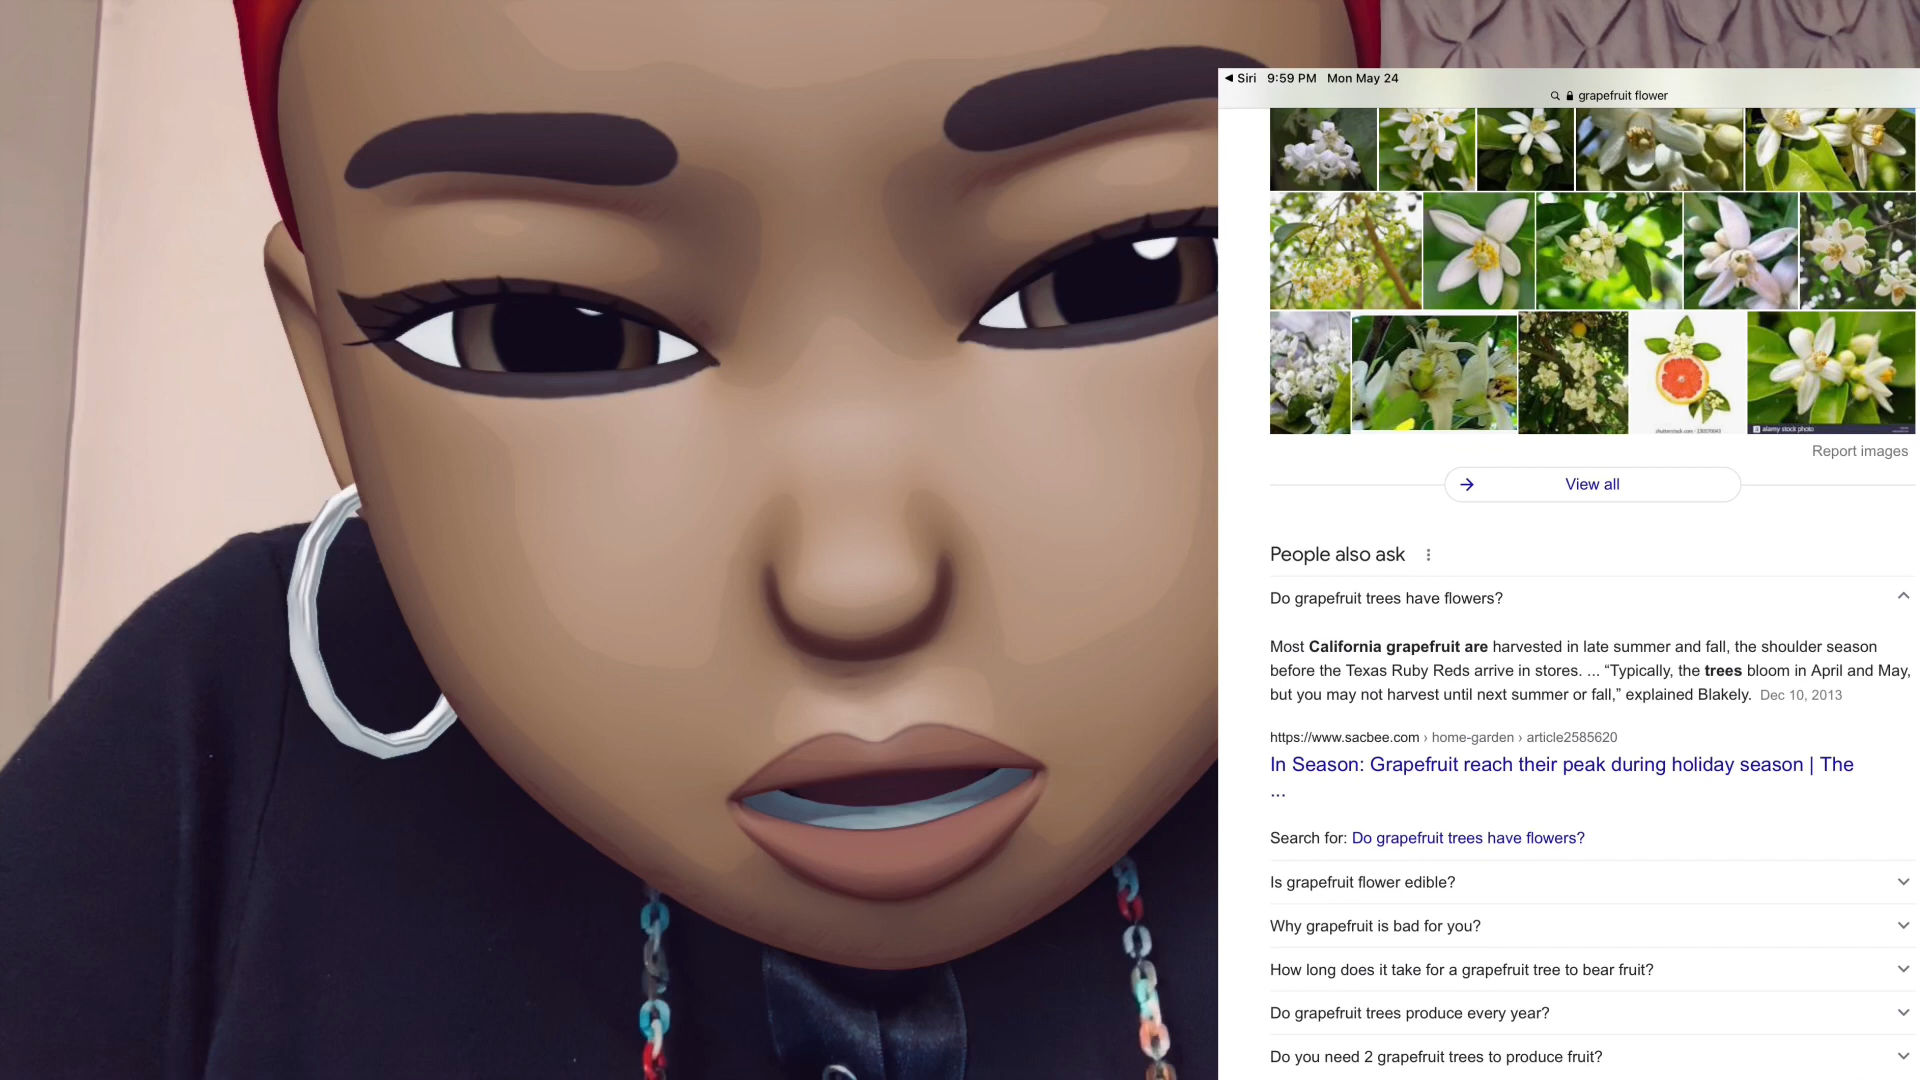 ◀ Siri 9:59 PM Mon May 24
grapefruit flower
shutterstock.com · 130270043
a alamy stock photo
Report images
View all
People also ask
Do grapefruit trees have flowers?
Most California grapefruit are harvested in late summer and fall, the shoulder season
before the Texas Ruby Reds arrive in stores. ... “Typically, the trees bloom in April and May,
but you may not harvest until next summer or fall,” explained Blakely. Dec 10, 2013
https://www.sacbee.com › home-garden › article2585620
In Season: Grapefruit reach their peak during holiday season | The
...
Search for: Do grapefruit trees have flowers?
Is grapefruit flower edible?
Why grapefruit is bad for you?
How long does it take for a grapefruit tree to bear fruit?
Do grapefruit trees produce every year?
Do you need 2 grapefruit trees to produce fruit?